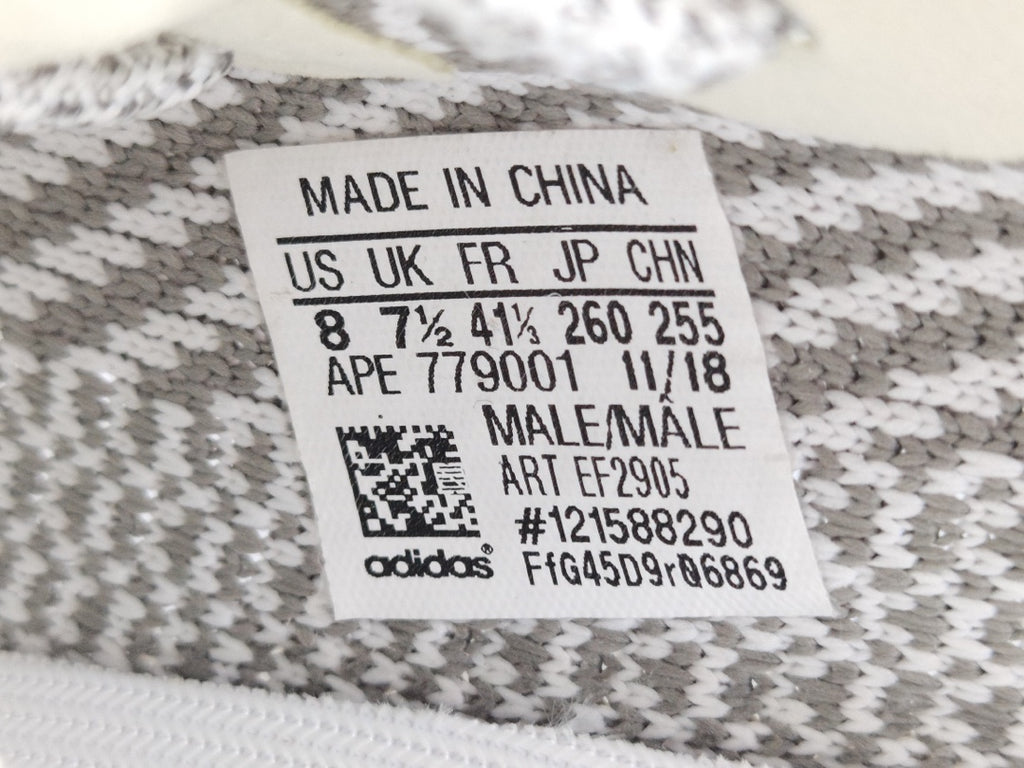 MADE IN CHINA
US UK FR JP CHN
8 7½ 41⅓ 260 255
APE 779001 11/18
MALE/MÂLE
ART EF2905
#121588290
FfG45D9r06869
adidas®